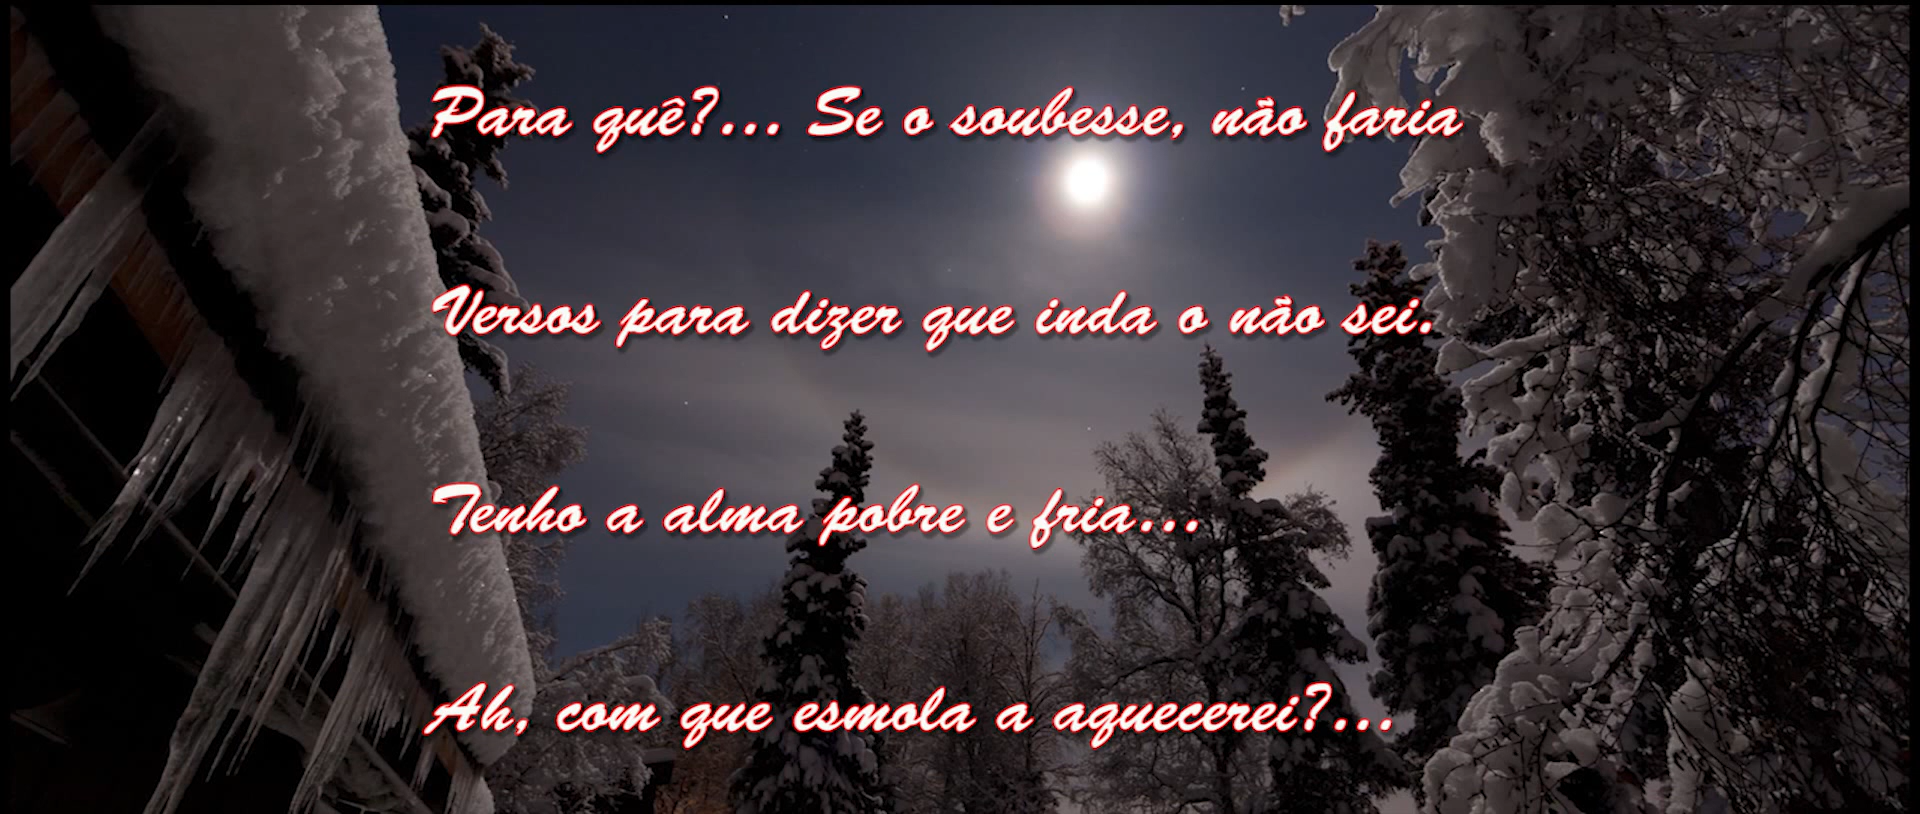 Para quê?... Se o soubesse, não faria
Versos para dizer que inda o não sei.
Tenho a alma pobre e fria...
Ah, com que esmola a aquecerei?...